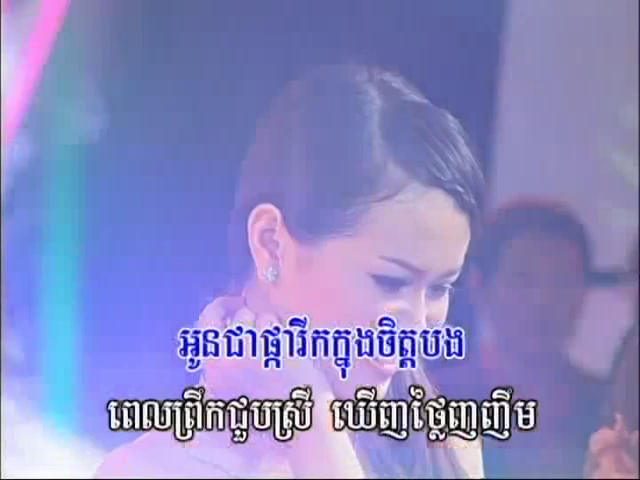 អូនជាផ្ការីកក្នុងចិត្តបង
ពេលព្រឹកជួបស្រី ឃើញថ្លៃញញឹម